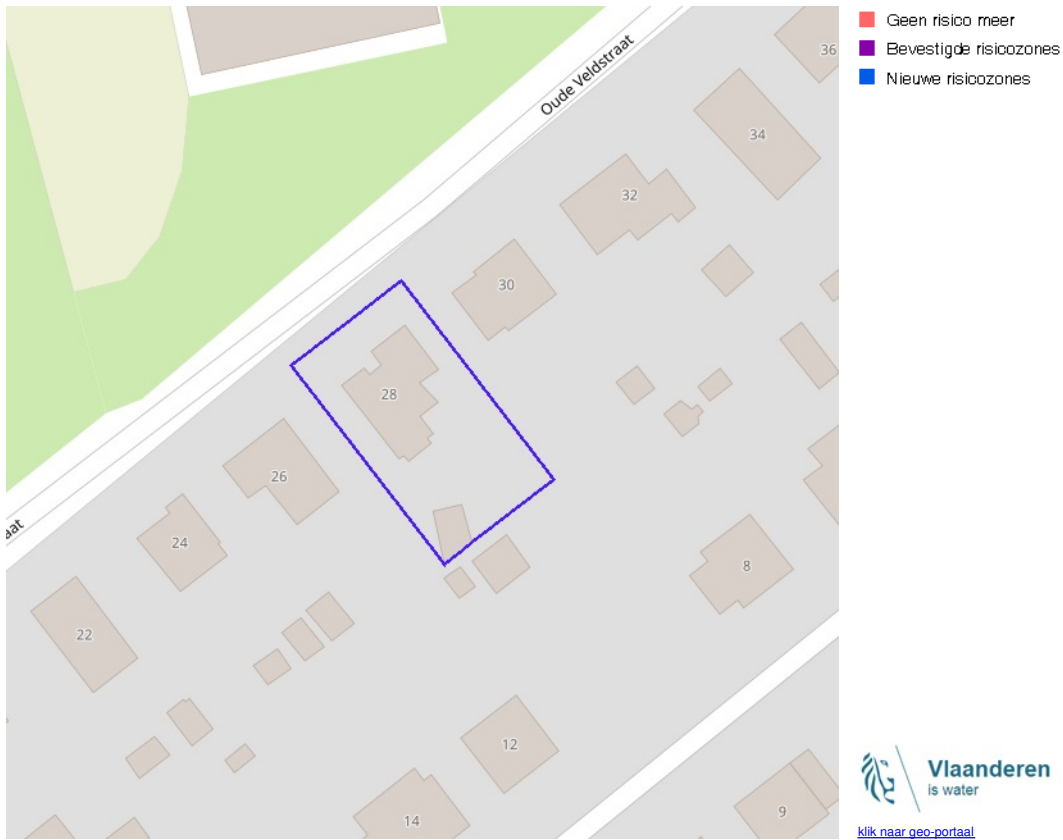 Geen risico meer
Bevestigde risicozones
Nieuwe risicozones
Oude Veldstraat
36
34
32
30
28
26
24
aat
22
8
12
14
9
Vlaanderen
is water
klik naar geo-portaal